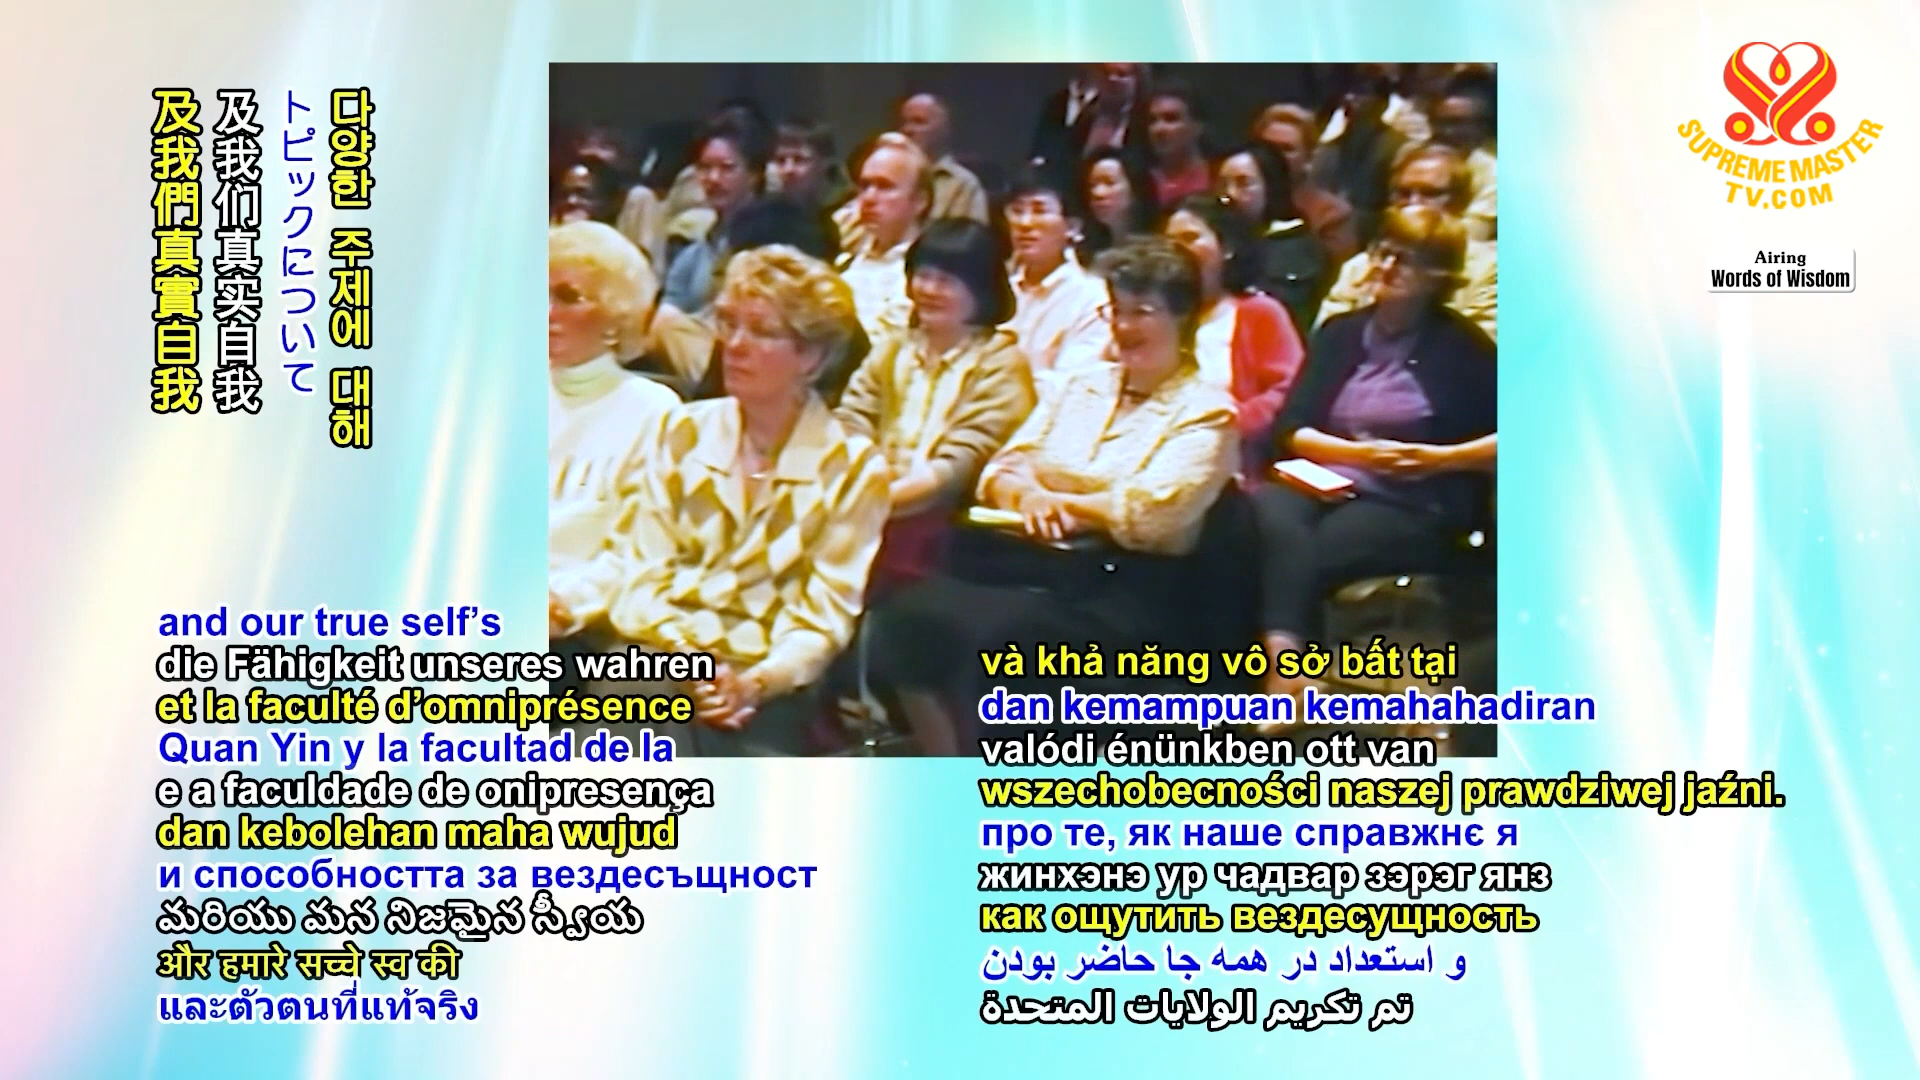 及我們真實自我
及我们真实自我
トピックについて
다양한 주제에 대해
SUPREME MASTER
TV.COM
Airing
Words of Wisdom
and our true self’s
die Fähigkeit unseres wahren
et la faculté d’omniprésence
Quan Yin y la facultad de la
e a faculdade de onipresença
dan kebolehan maha wujud
и способността за вездесъщност
మరియు మన నిజమైన స్వీయ
और हमारे सच्चे स्व की
และตัวตนที่แท้จริง
và khả năng vô sở bất tại
dan kemampuan kemahahadiran
valódi énünkben ott van
wszechobecności naszej prawdziwej jaźni.
про те, як наше справжнє я
жинхэнэ ур чадвар зэрэг янз
как ощутить вездесущность
و استعداد در همه جا حاضر بودن
تم تكريم الولايات المتحدة